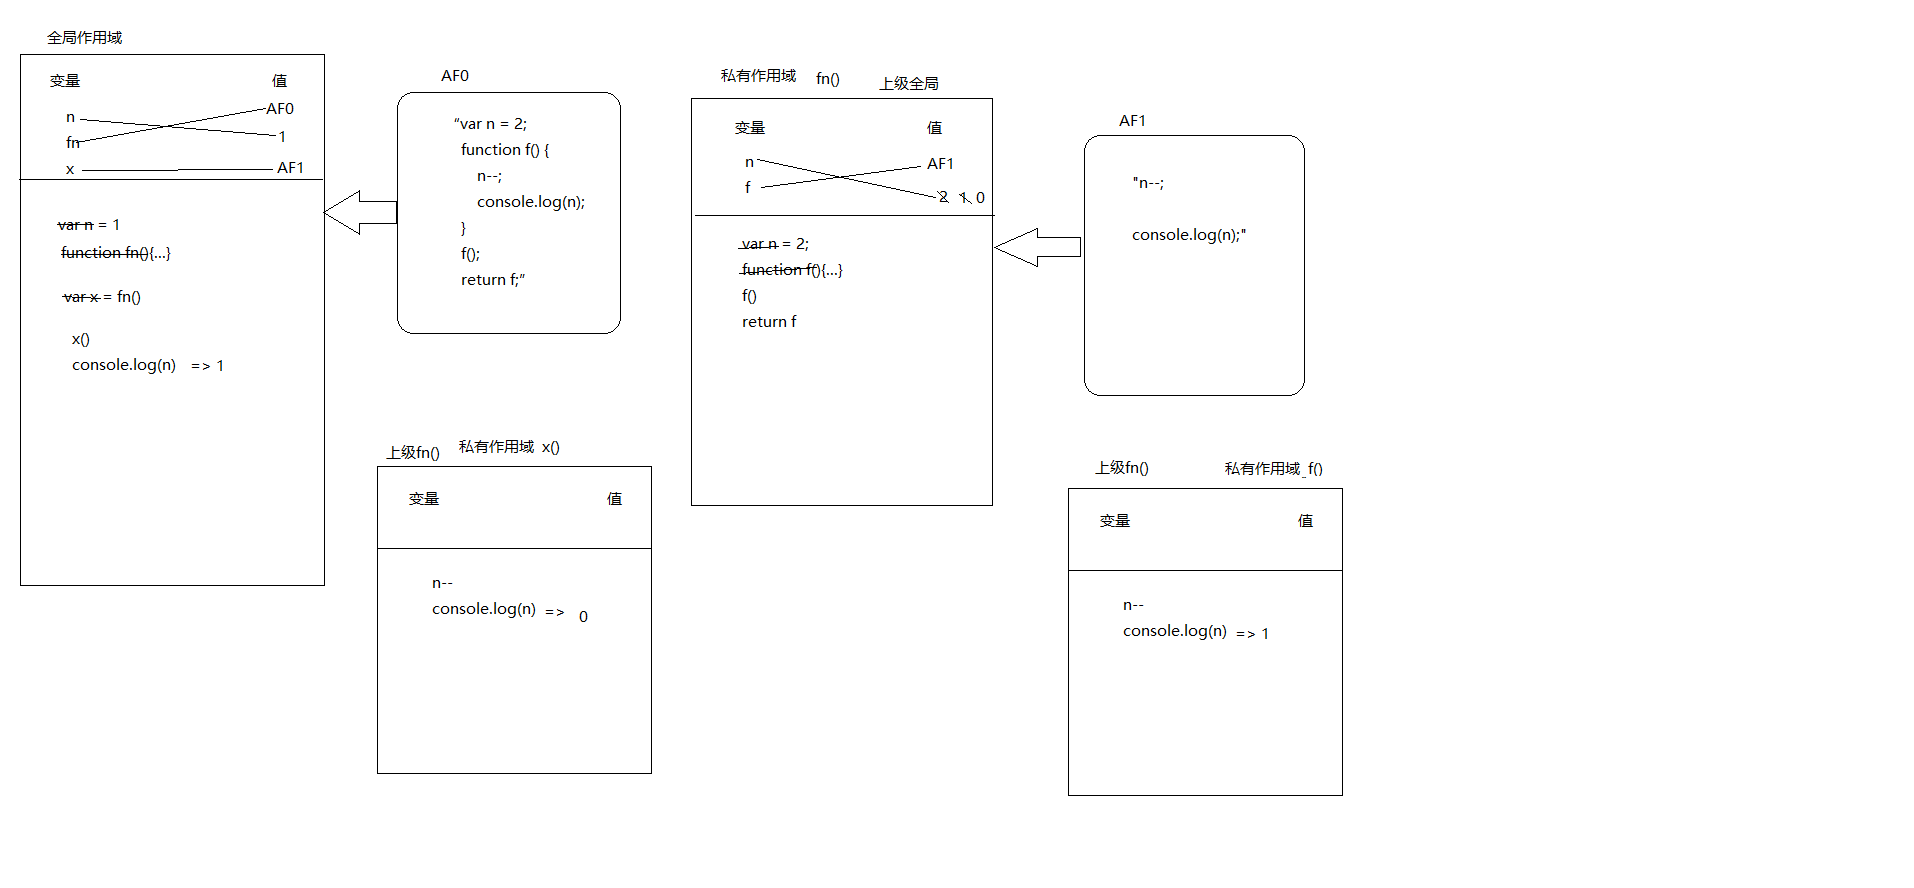 全局作用域
变量 值
n AF0
fn 1
x AF1
var n = 1
function fn(){...}
var x = fn()
x()
console.log(n) => 1
AF0
“var n = 2;
function f() {
n--;
console.log(n);
}
f();
return f;”
私有作用域 fn() 上级全局
变量 值
n AF1
f 2 1 0
var n = 2;
function f(){...}
f()
return f
AF1
"n--;
console.log(n);"
上级fn() 私有作用域 x()
变量 值
n--
console.log(n) => 0
上级fn() 私有作用域 f()
变量 值
n--
console.log(n) => 1